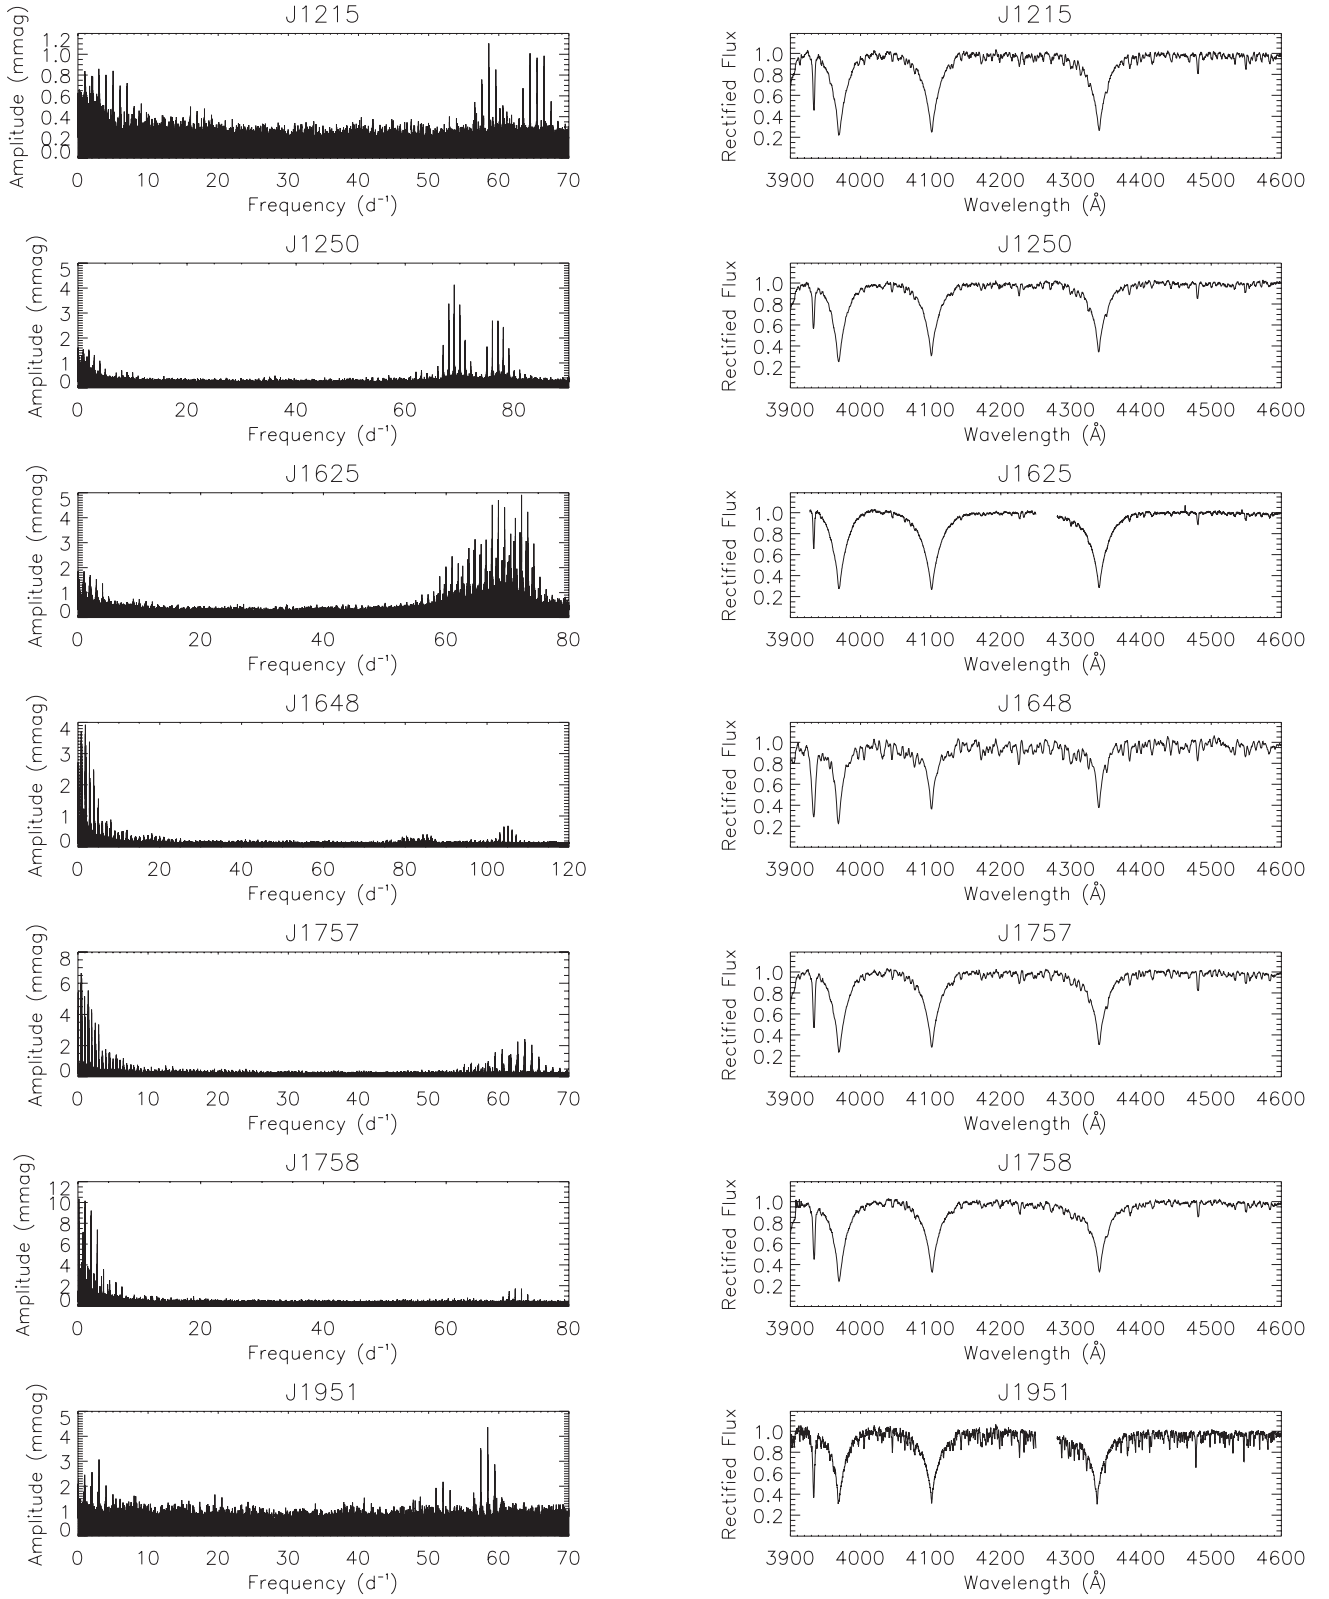 J1215
Amplitude (mmag)
1.2
1.0
0.8
0.6
0.4
0.2
0.0
0 10 20 30 40 50 60 70
Frequency (d⁻¹)
J1215
Rectified Flux
1.0
0.8
0.6
0.4
0.2
3900 4000 4100 4200 4300 4400 4500 4600
Wavelength (Å)
J1250
Amplitude (mmag)
5
4
3
2
1
0
0 20 40 60 80
Frequency (d⁻¹)
J1250
Rectified Flux
1.0
0.8
0.6
0.4
0.2
3900 4000 4100 4200 4300 4400 4500 4600
Wavelength (Å)
J1625
Amplitude (mmag)
5
4
3
2
1
0
0 20 40 60 80
Frequency (d⁻¹)
J1625
Rectified Flux
1.0
0.8
0.6
0.4
0.2
3900 4000 4100 4200 4300 4400 4500 4600
Wavelength (Å)
J1648
Amplitude (mmag)
4
3
2
1
0
0 20 40 60 80 100 120
Frequency (d⁻¹)
J1648
Rectified Flux
1.0
0.8
0.6
0.4
0.2
3900 4000 4100 4200 4300 4400 4500 4600
Wavelength (Å)
J1757
Amplitude (mmag)
8
6
4
2
0
0 10 20 30 40 50 60 70
Frequency (d⁻¹)
J1757
Rectified Flux
1.0
0.8
0.6
0.4
0.2
3900 4000 4100 4200 4300 4400 4500 4600
Wavelength (Å)
J1758
Amplitude (mmag)
12
10
8
6
4
2
0
0 20 40 60 80
Frequency (d⁻¹)
J1758
Rectified Flux
1.0
0.8
0.6
0.4
0.2
3900 4000 4100 4200 4300 4400 4500 4600
Wavelength (Å)
J1951
Amplitude (mmag)
5
4
3
2
1
0
0 10 20 30 40 50 60 70
Frequency (d⁻¹)
J1951
Rectified Flux
1.0
0.8
0.6
0.4
0.2
3900 4000 4100 4200 4300 4400 4500 4600
Wavelength (Å)